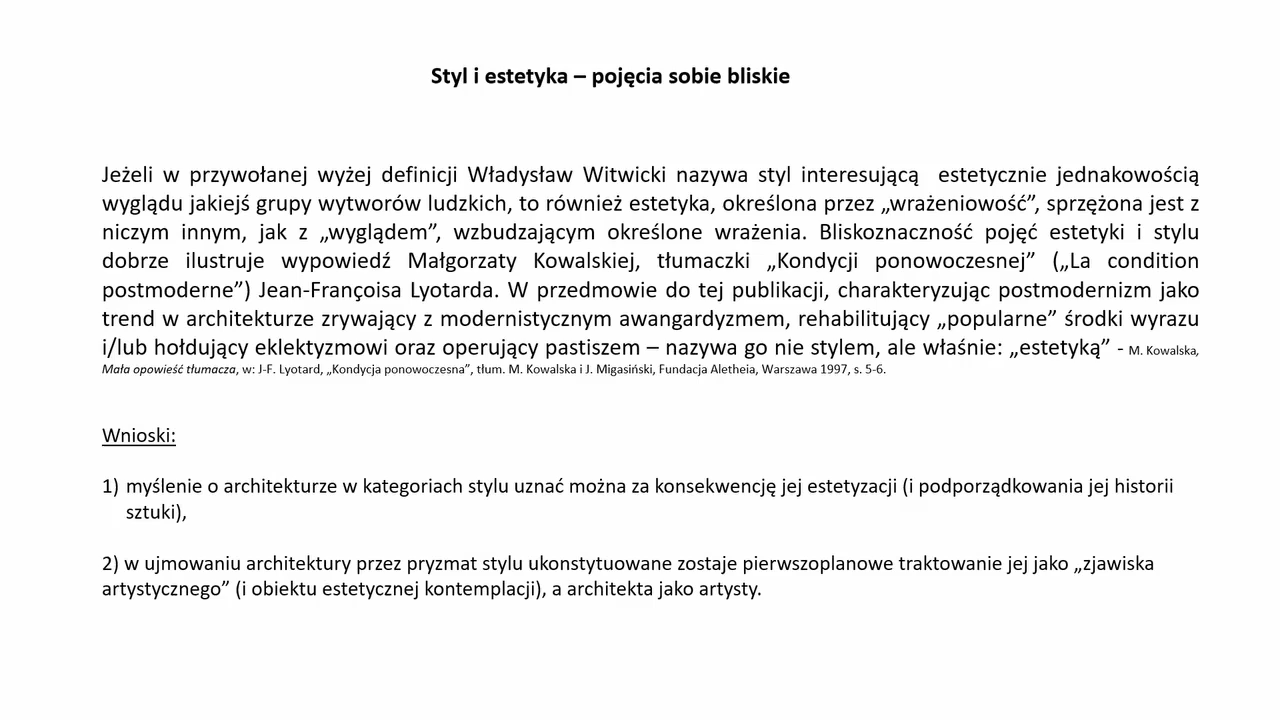 Styl i estetyka – pojęcia sobie bliskie
Jeżeli w przywołanej wyżej definicji Władysław Witwicki nazywa styl interesującą  estetycznie jednakowością
wyglądu jakiejś grupy wytworów ludzkich, to również estetyka, określona przez „wrażeniowość”, sprzężona jest z
niczym innym, jak z „wyglądem”, wzbudzającym określone wrażenia. Bliskoznaczność pojęć estetyki i stylu
dobrze ilustruje wypowiedź Małgorzaty Kowalskiej, tłumaczki „Kondycji ponowoczesnej” („La condition
postmoderne”) Jean-Françoisa Lyotarda. W przedmowie do tej publikacji, charakteryzując postmodernizm jako
trend w architekturze zrywający z modernistycznym awangardyzmem, rehabilitujący „popularne” środki wyrazu
i/lub hołdujący eklektyzmowi oraz operujący pastiszem – nazywa go nie stylem, ale właśnie: „estetyką” - M. Kowalska,
Mała opowieść tłumacza, w: J-F. Lyotard, „Kondycja ponowoczesna”, tłum. M. Kowalska i J. Migasiński, Fundacja Aletheia, Warszawa 1997, s. 5-6.
Wnioski:
1) myślenie o architekturze w kategoriach stylu uznać można za konsekwencję jej estetyzacji (i podporządkowania jej historii
sztuki),
2) w ujmowaniu architektury przez pryzmat stylu ukonstytuowane zostaje pierwszoplanowe traktowanie jej jako „zjawiska
artystycznego” (i obiektu estetycznej kontemplacji), a architekta jako artysty.